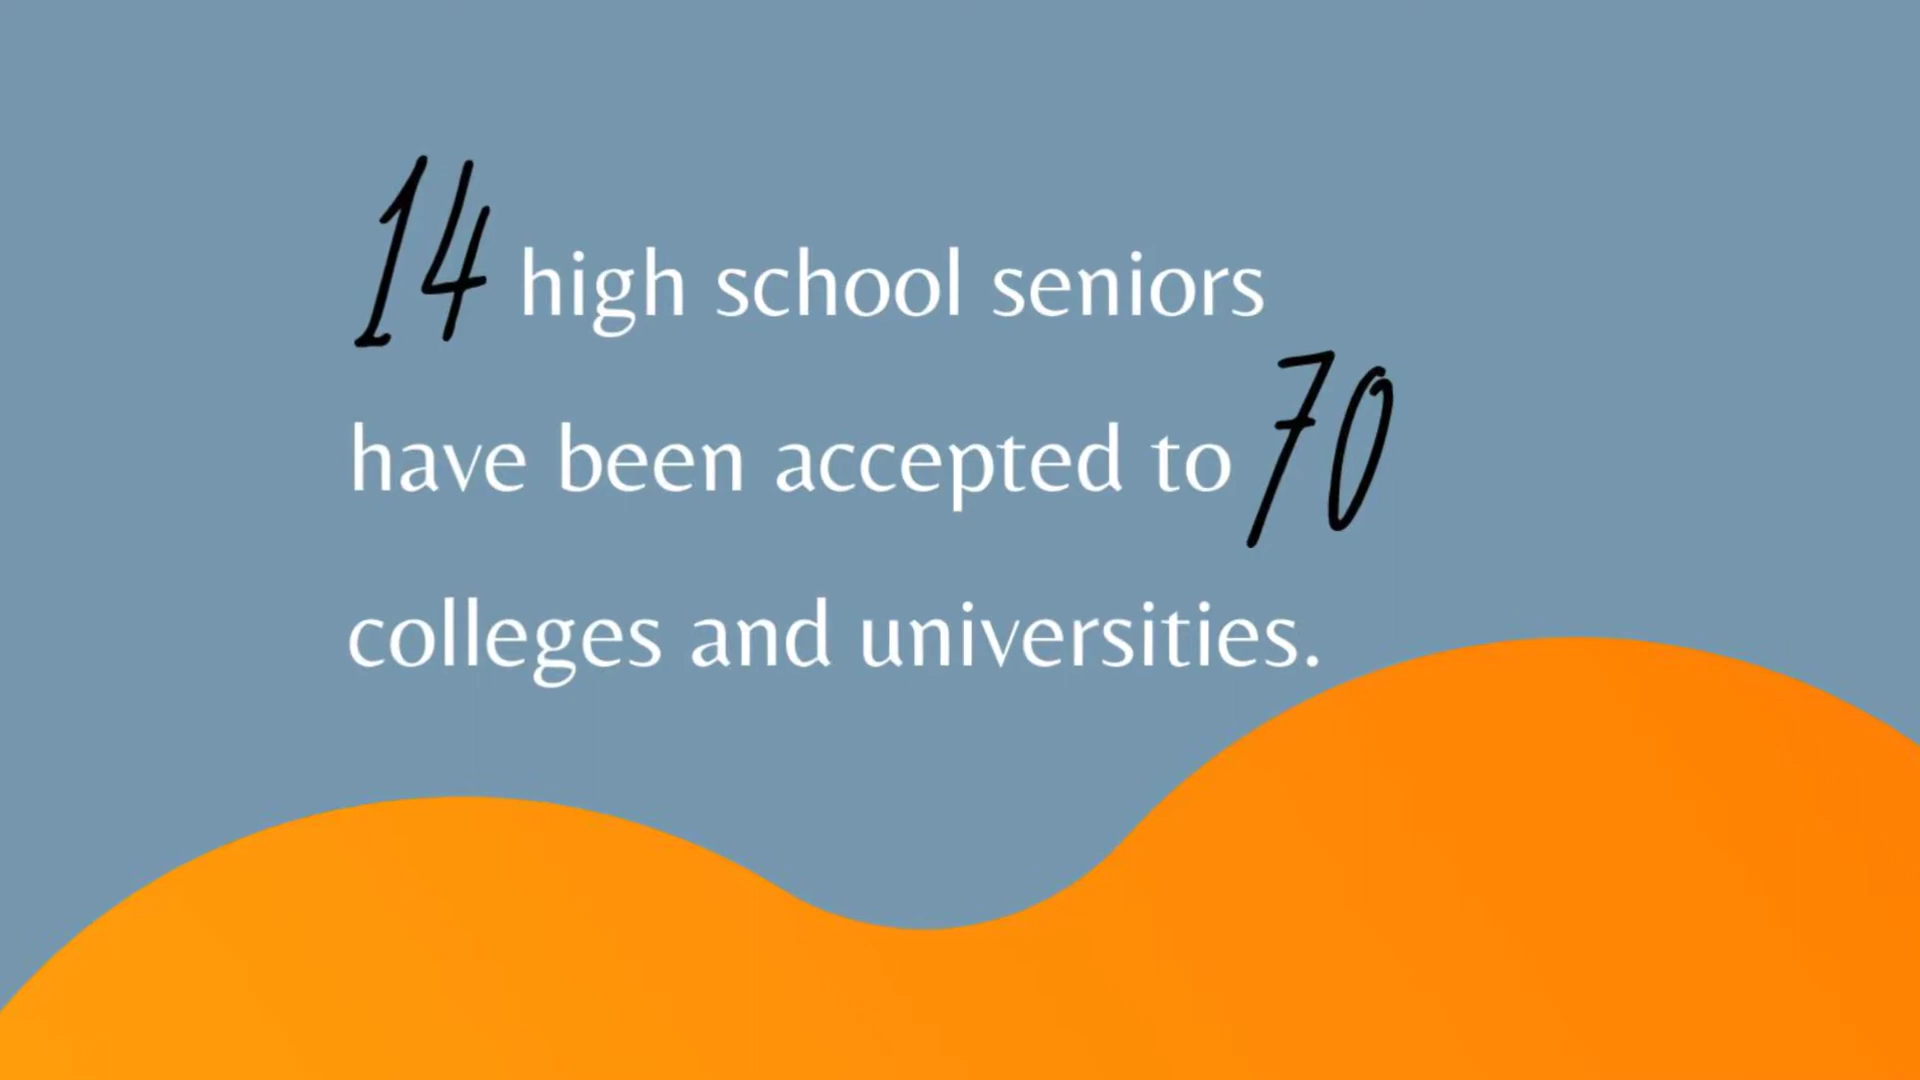 14 high school seniors
have been accepted to 70
colleges and universities.